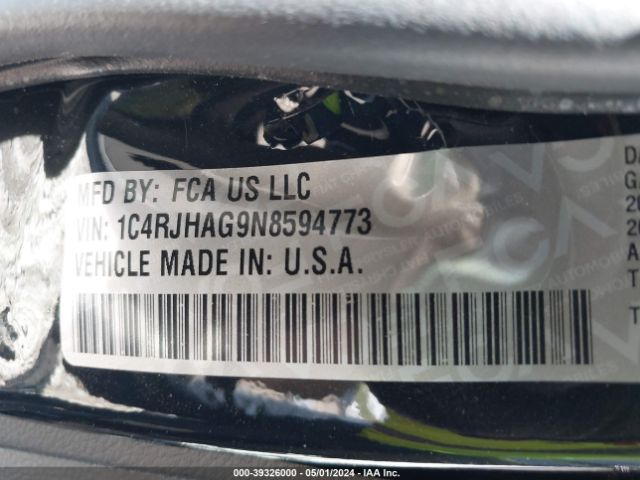 MFD BY: FCA US LLC
VIN: 1C4RJHAG9N8594773
VEHICLE MADE IN: U.S.A.
000-39326000 - 05/01/2024 - IAA Inc.